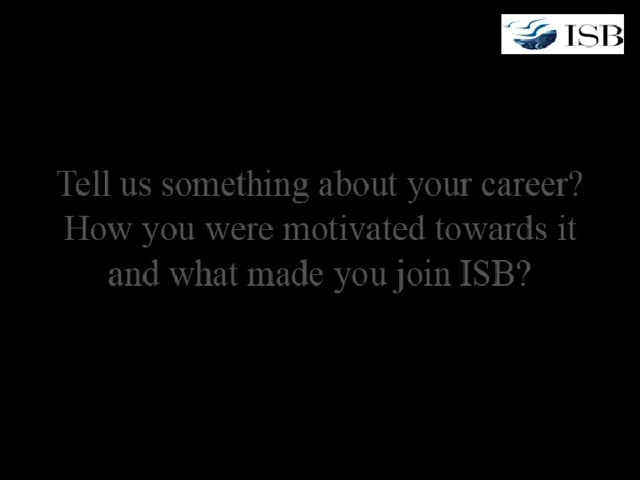 ISB
Tell us something about your career?
How you were motivated towards it
and what made you join ISB?